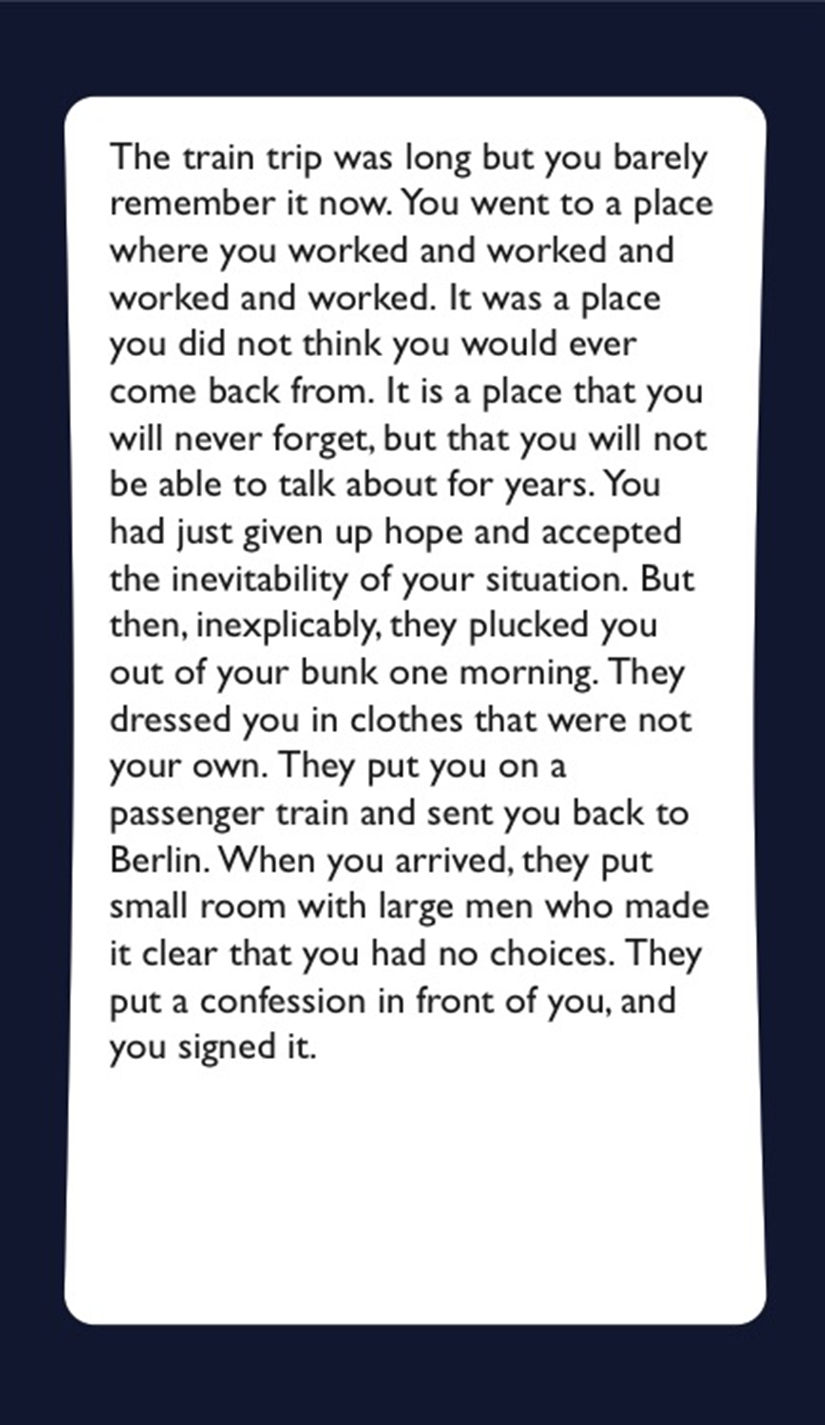 The train trip was long but you barely
remember it now. You went to a place
where you worked and worked and
worked and worked. It was a place
you did not think you would ever
come back from. It is a place that you
will never forget, but that you will not
be able to talk about for years. You
had just given up hope and accepted
the inevitability of your situation. But
then, inexplicably, they plucked you
out of your bunk one morning. They
dressed you in clothes that were not
your own. They put you on a
passenger train and sent you back to
Berlin. When you arrived, they put
small room with large men who made
it clear that you had no choices. They
put a confession in front of you, and
you signed it.